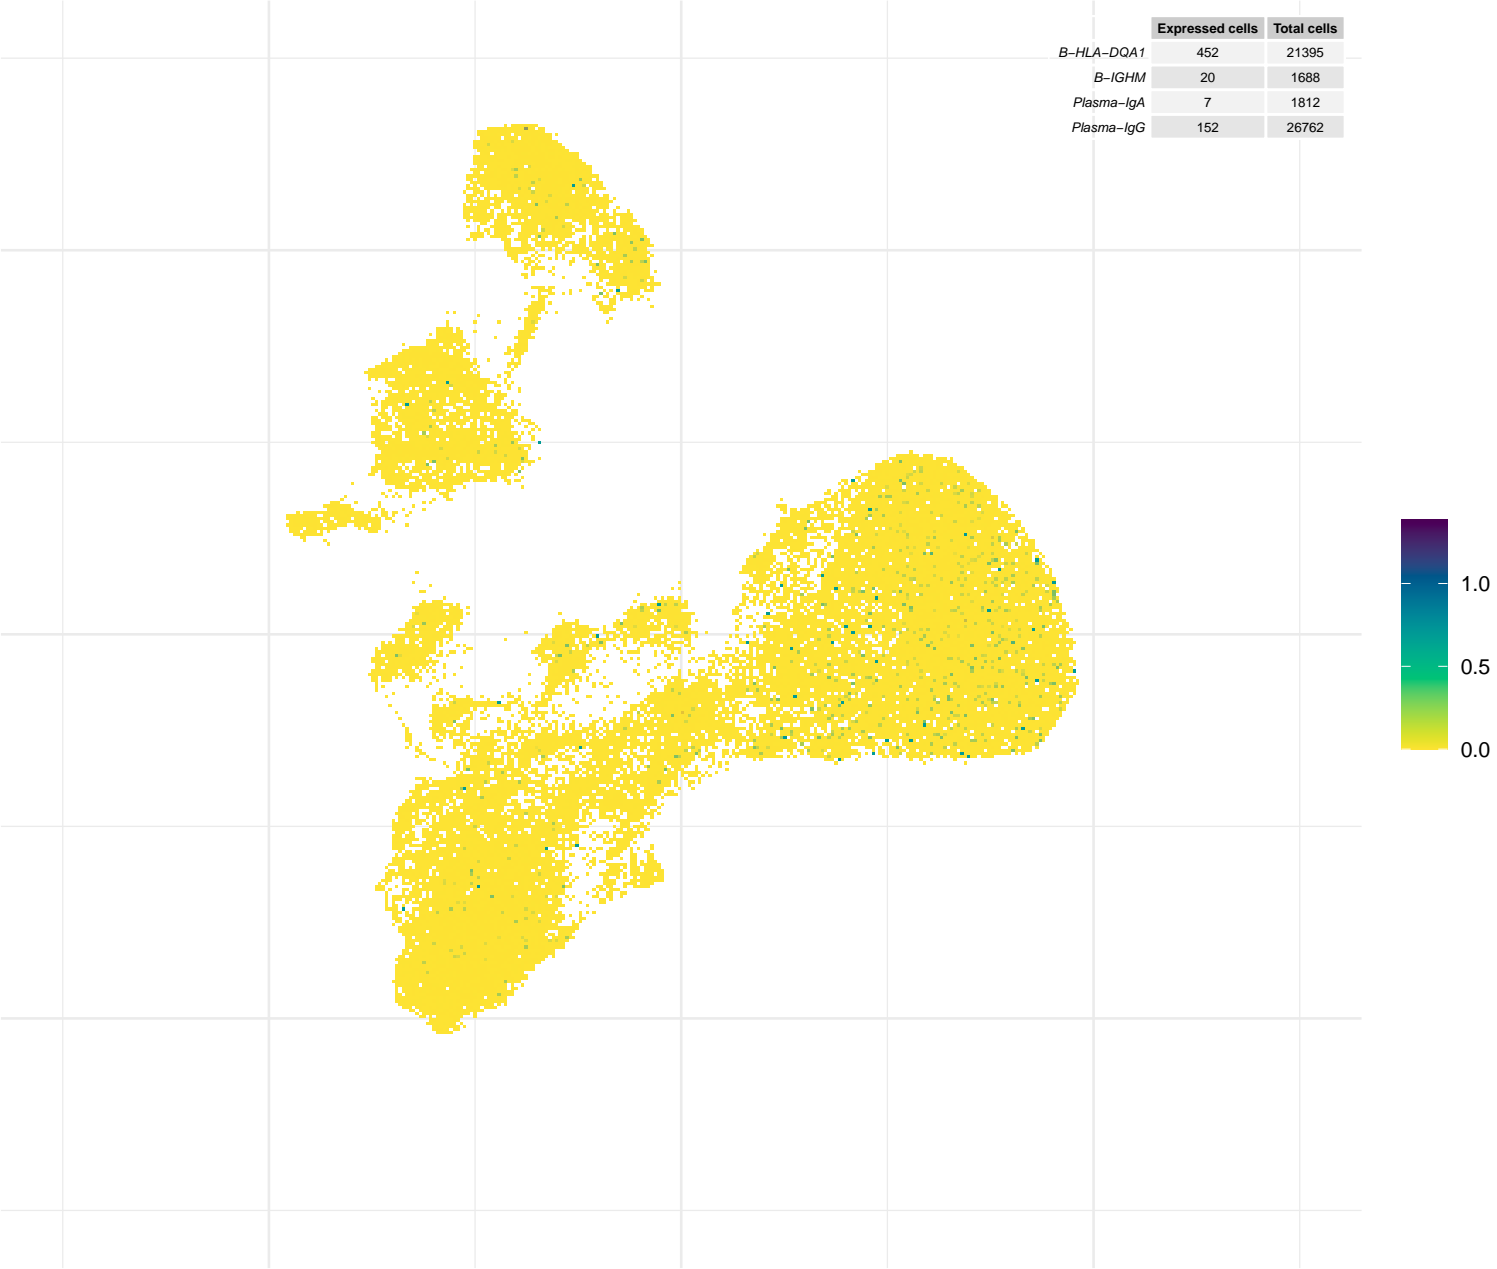 Expressed cells Total cells
B−HLA−DQA1 452 21395
B−IGHM 20 1688
Plasma−IgA 7 1812
Plasma−IgG 152 26762
1.0
0.5
0.0